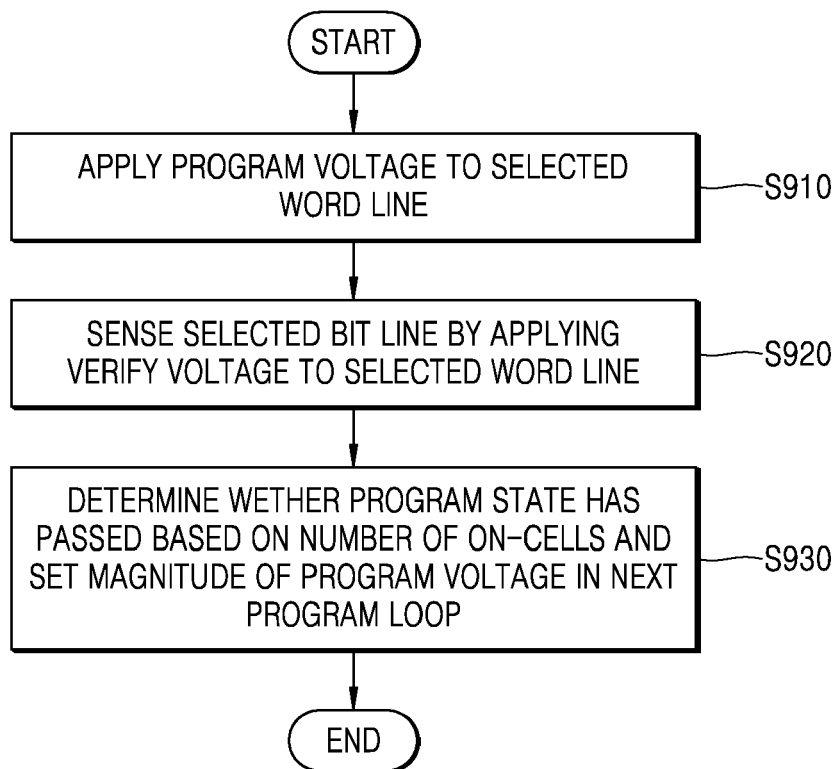 START
APPLY PROGRAM VOLTAGE TO SELECTED
WORD LINE
S910
SENSE SELECTED BIT LINE BY APPLYING
VERIFY VOLTAGE TO SELECTED WORD LINE
S920
DETERMINE WETHER PROGRAM STATE HAS
PASSED BASED ON NUMBER OF ON-CELLS AND
SET MAGNITUDE OF PROGRAM VOLTAGE IN NEXT
PROGRAM LOOP
S930
END